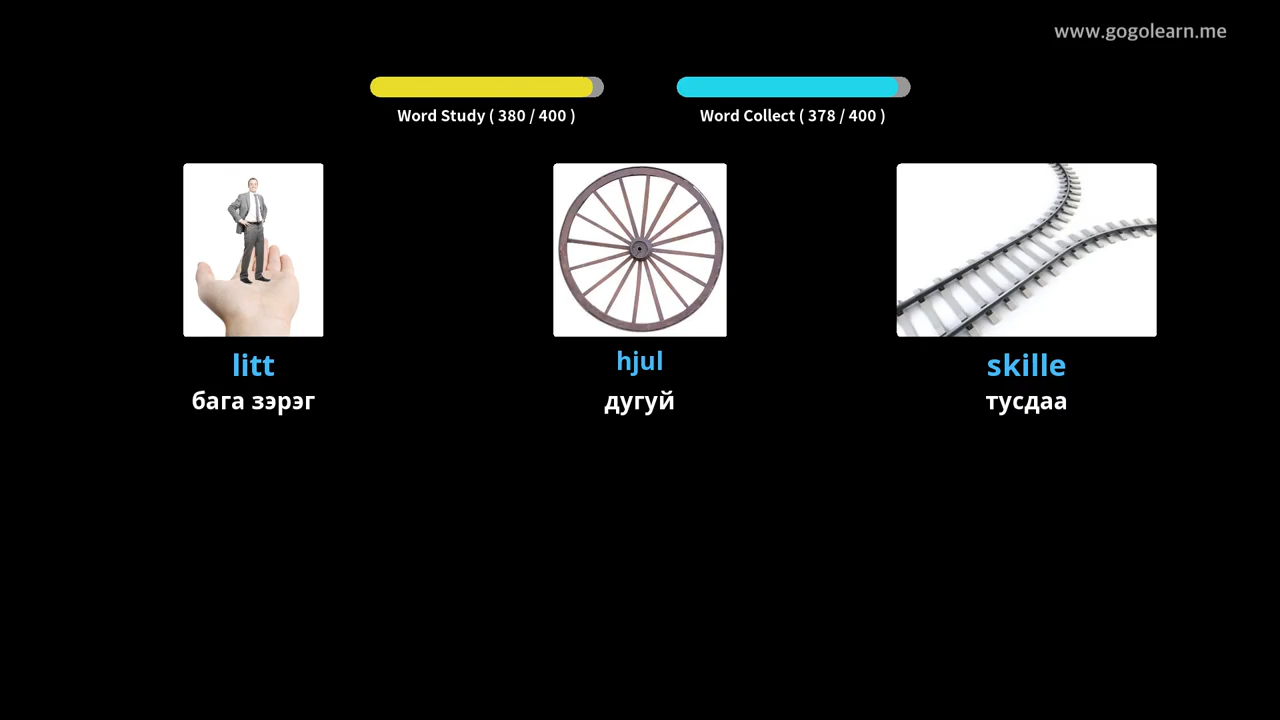 www.gogolearn.me
Word Study ( 380 / 400 )
Word Collect ( 378 / 400 )
litt
бага зэрэг
hjul
дугуй
skille
тусдаа